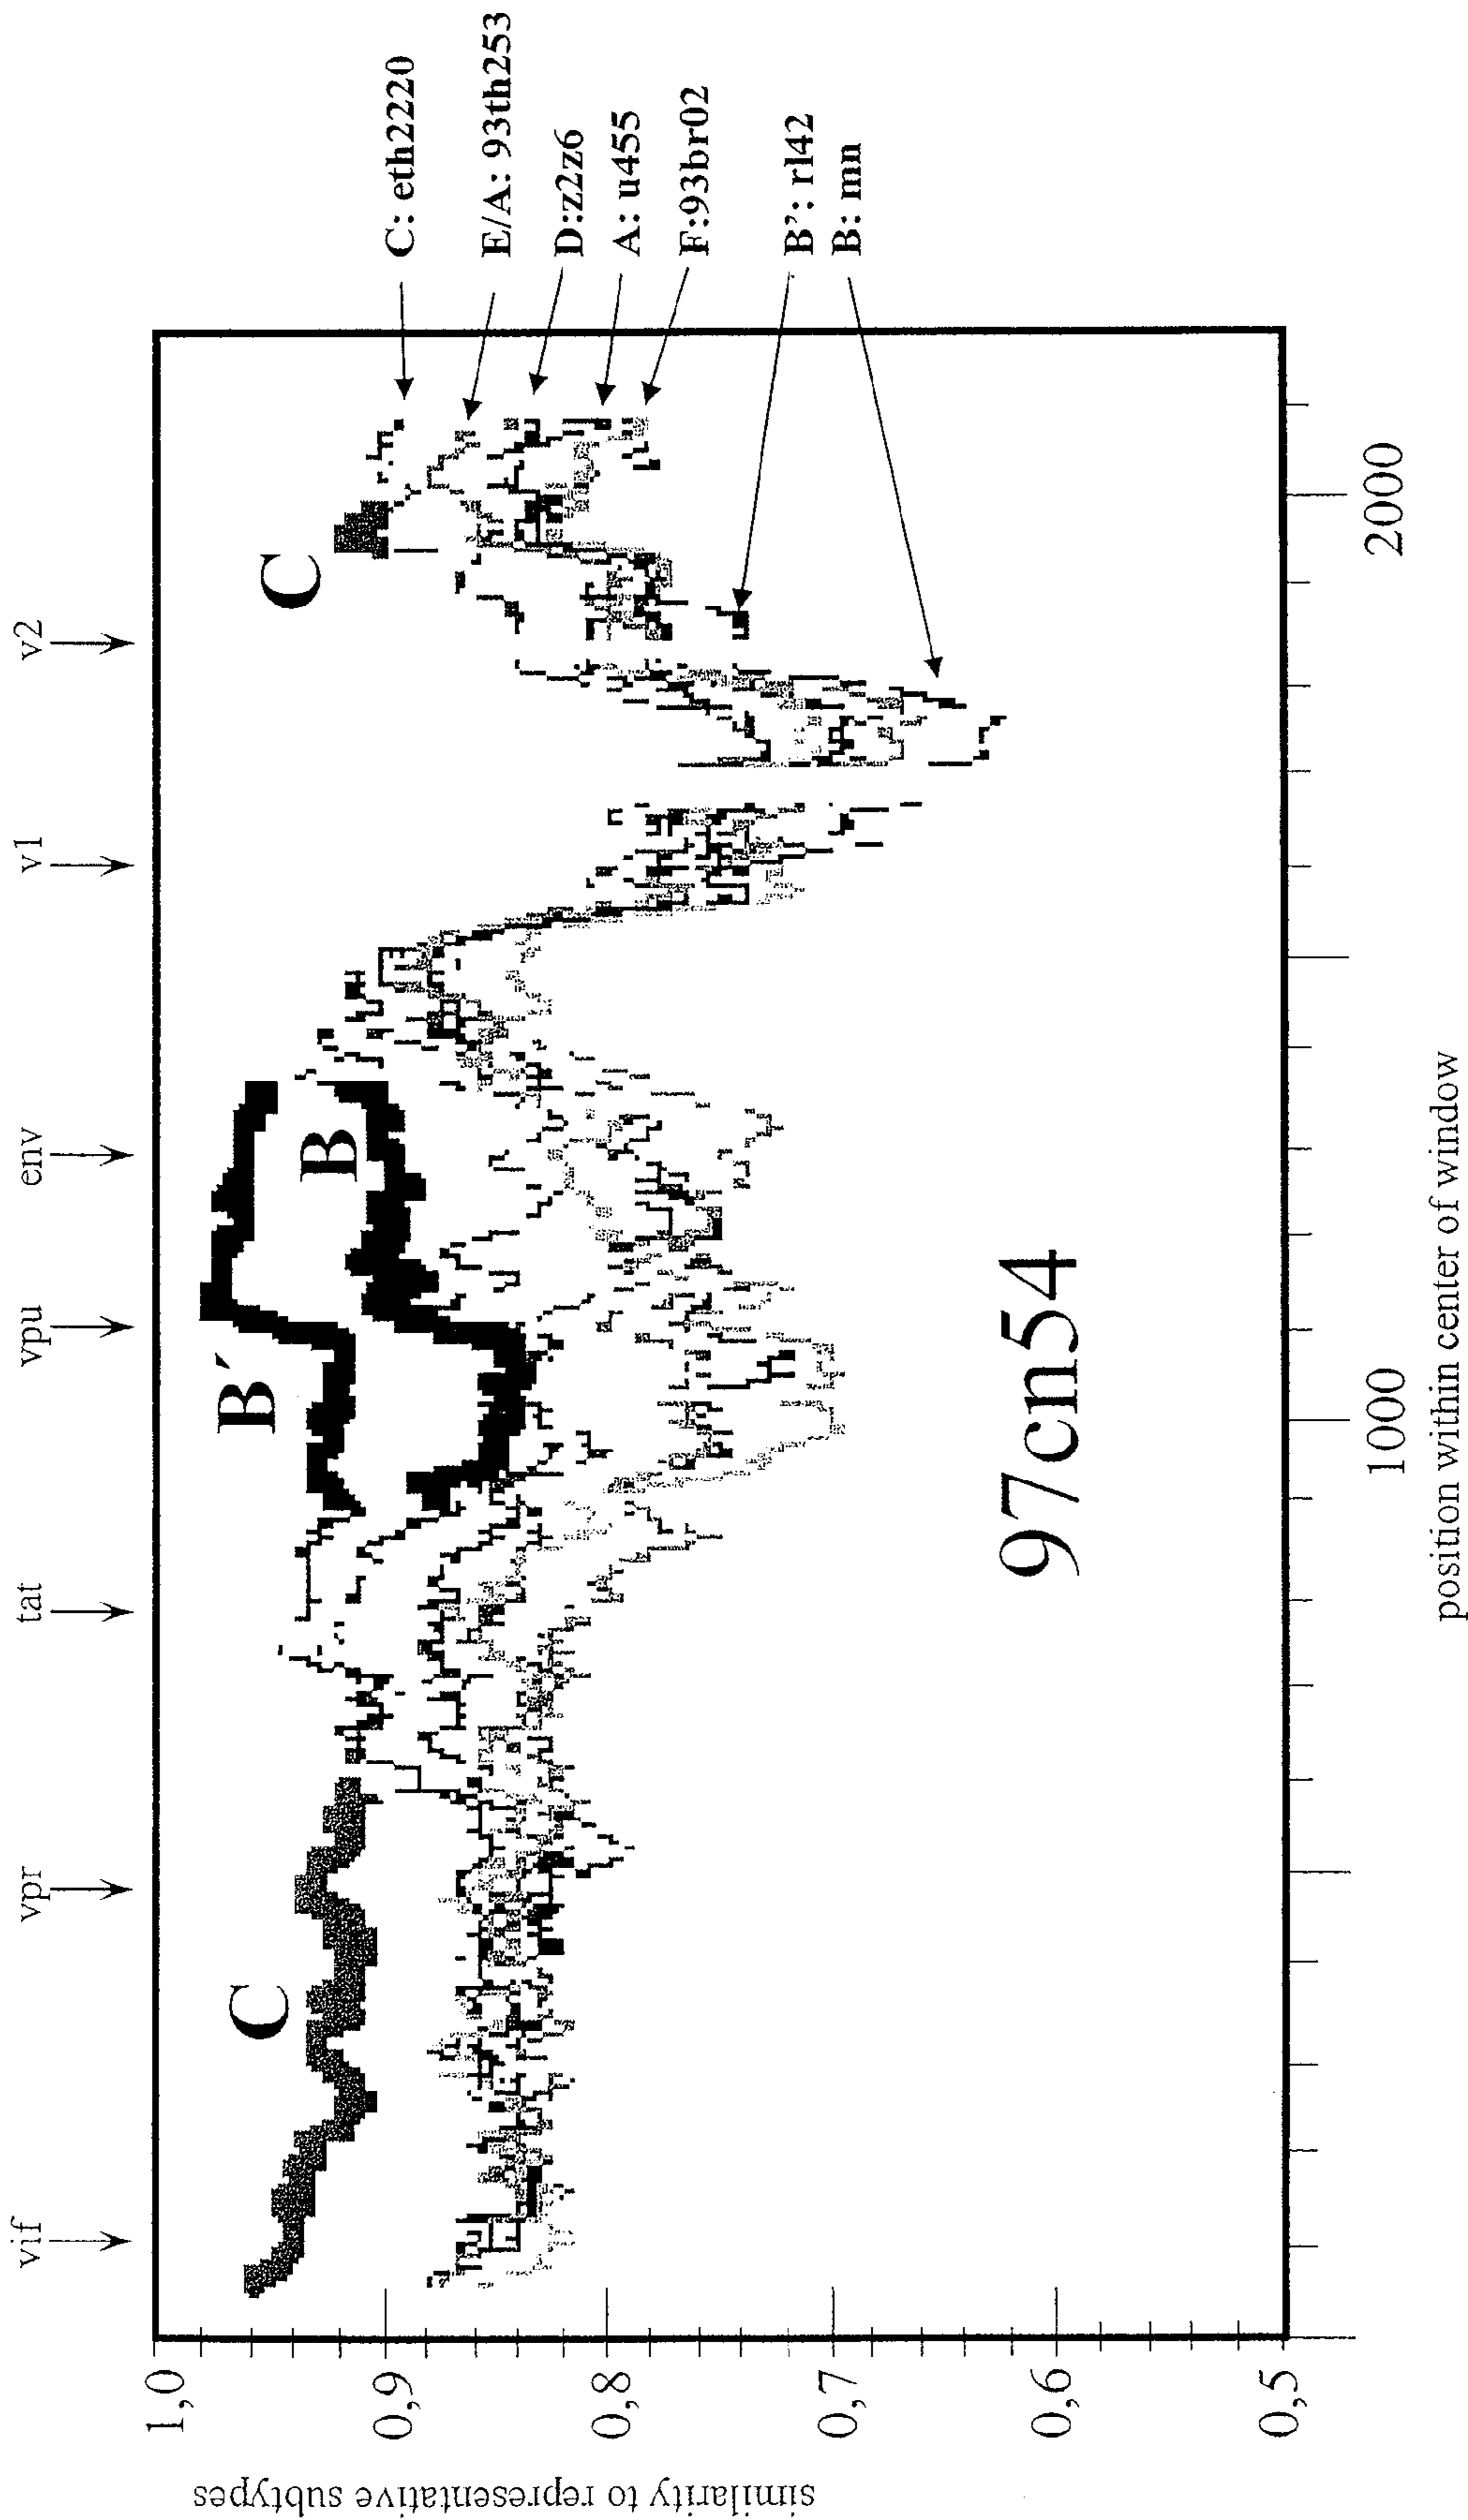 vif
vpr
tat
vpu
env
v1
v2
similarity to representative subtypes
1,0
0,9
0,8
0,7
0,6
0,5
C
B´
B
C
C: eth2220
E/A: 93th253
D:z2z6
A: u455
F:93br02
B’: rl42
B: mn
97cn54
1000
2000
position within center of window